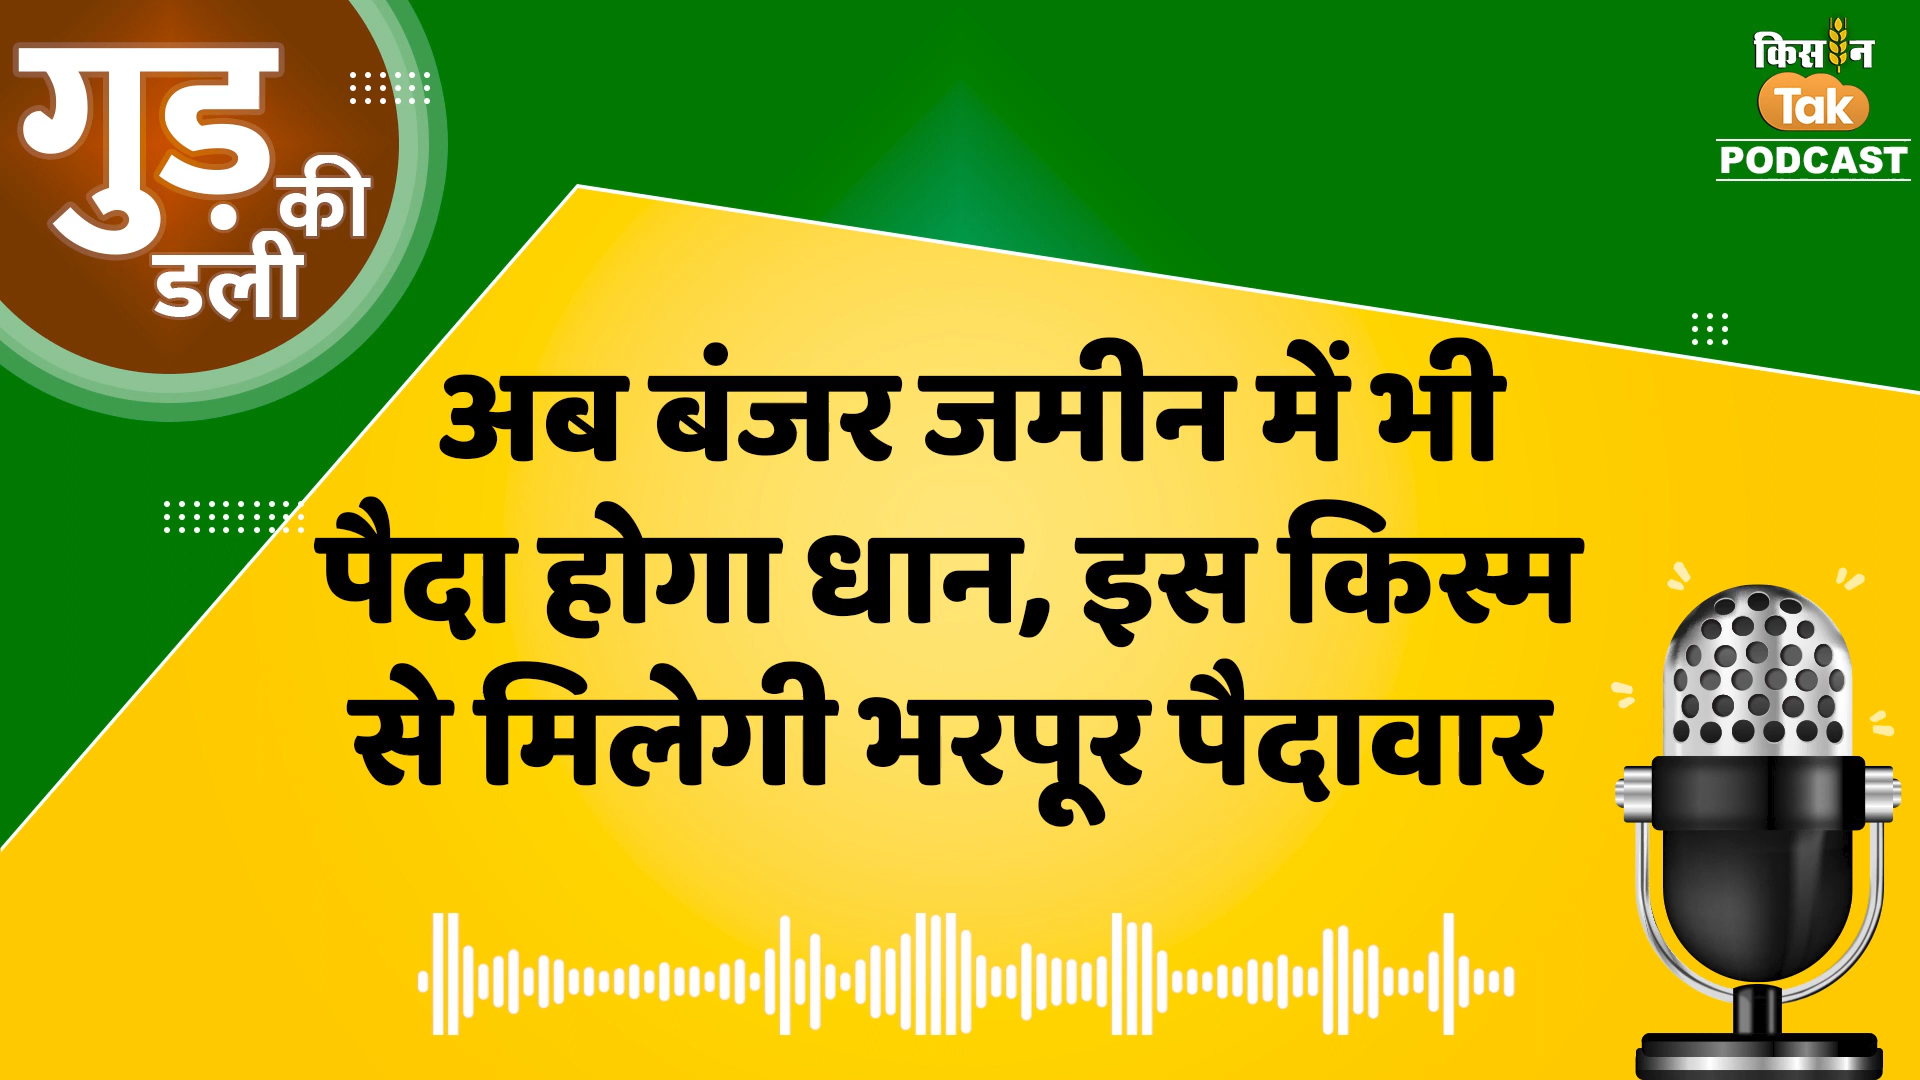 गुड़
की
डली
किसान
Tak
PODCAST
अब बंजर जमीन में भी
पैदा होगा धान, इस किस्म
से मिलेगी भरपूर पैदावार